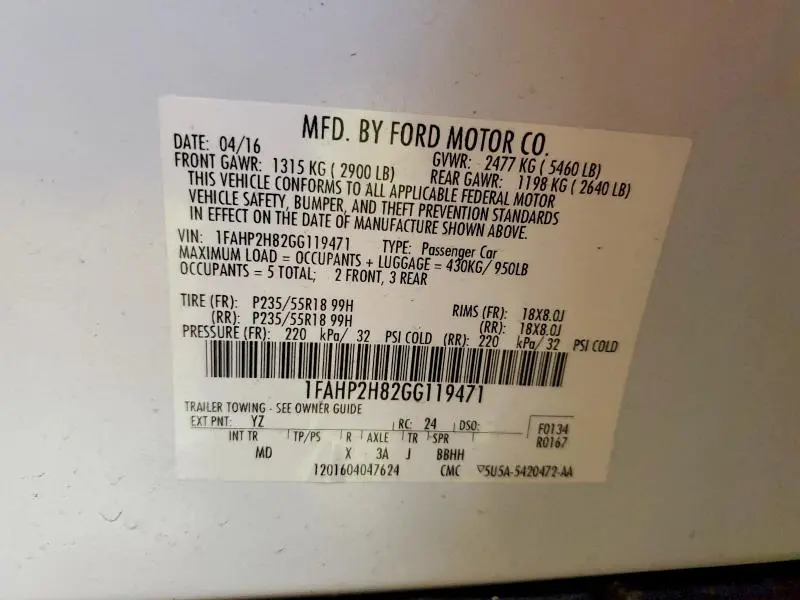 MFD. BY FORD MOTOR CO.
DATE: 04/16 GVWR: 2477 KG ( 5460 LB)
FRONT GAWR: 1315 KG ( 2900 LB) REAR GAWR: 1198 KG ( 2640 LB)
THIS VEHICLE CONFORMS TO ALL APPLICABLE FEDERAL MOTOR
VEHICLE SAFETY, BUMPER, AND THEFT PREVENTION STANDARDS
IN EFFECT ON THE DATE OF MANUFACTURE SHOWN ABOVE.
VIN: 1FAHP2H82GG119471 TYPE: Passenger Car
MAXIMUM LOAD = OCCUPANTS + LUGGAGE = 430KG/ 950LB
OCCUPANTS = 5 TOTAL; 2 FRONT, 3 REAR
TIRE (FR): P235/55R18 99H RIMS (FR): 18X8.0J
(RR): P235/55R18 99H (RR): 18X8.0J
PRESSURE (FR): 220 kPa/ 32 PSI COLD (RR): 220 kPa/ 32 PSI COLD
1FAHP2H82GG119471
TRAILER TOWING - SEE OWNER GUIDE
EXT PNT: YZ RC: 24 DSO: F0134
INT TR TP/PS R AXLE TR SPR R0167
MD X 3A J BBHH
1201604047624 CMC ▽5U5A-5420472-AA